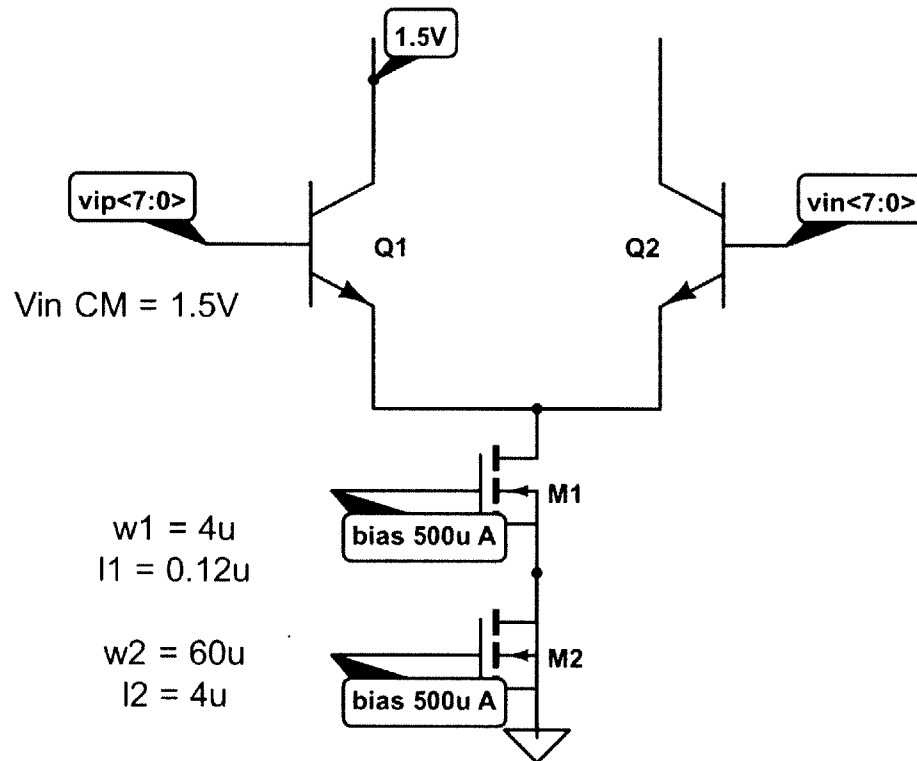 1.5V
vip<7:0>
vin<7:0>
Q1
Q2
Vin CM = 1.5V
M1
bias 500u A
w1 = 4u
l1 = 0.12u
M2
bias 500u A
w2 = 60u
l2 = 4u